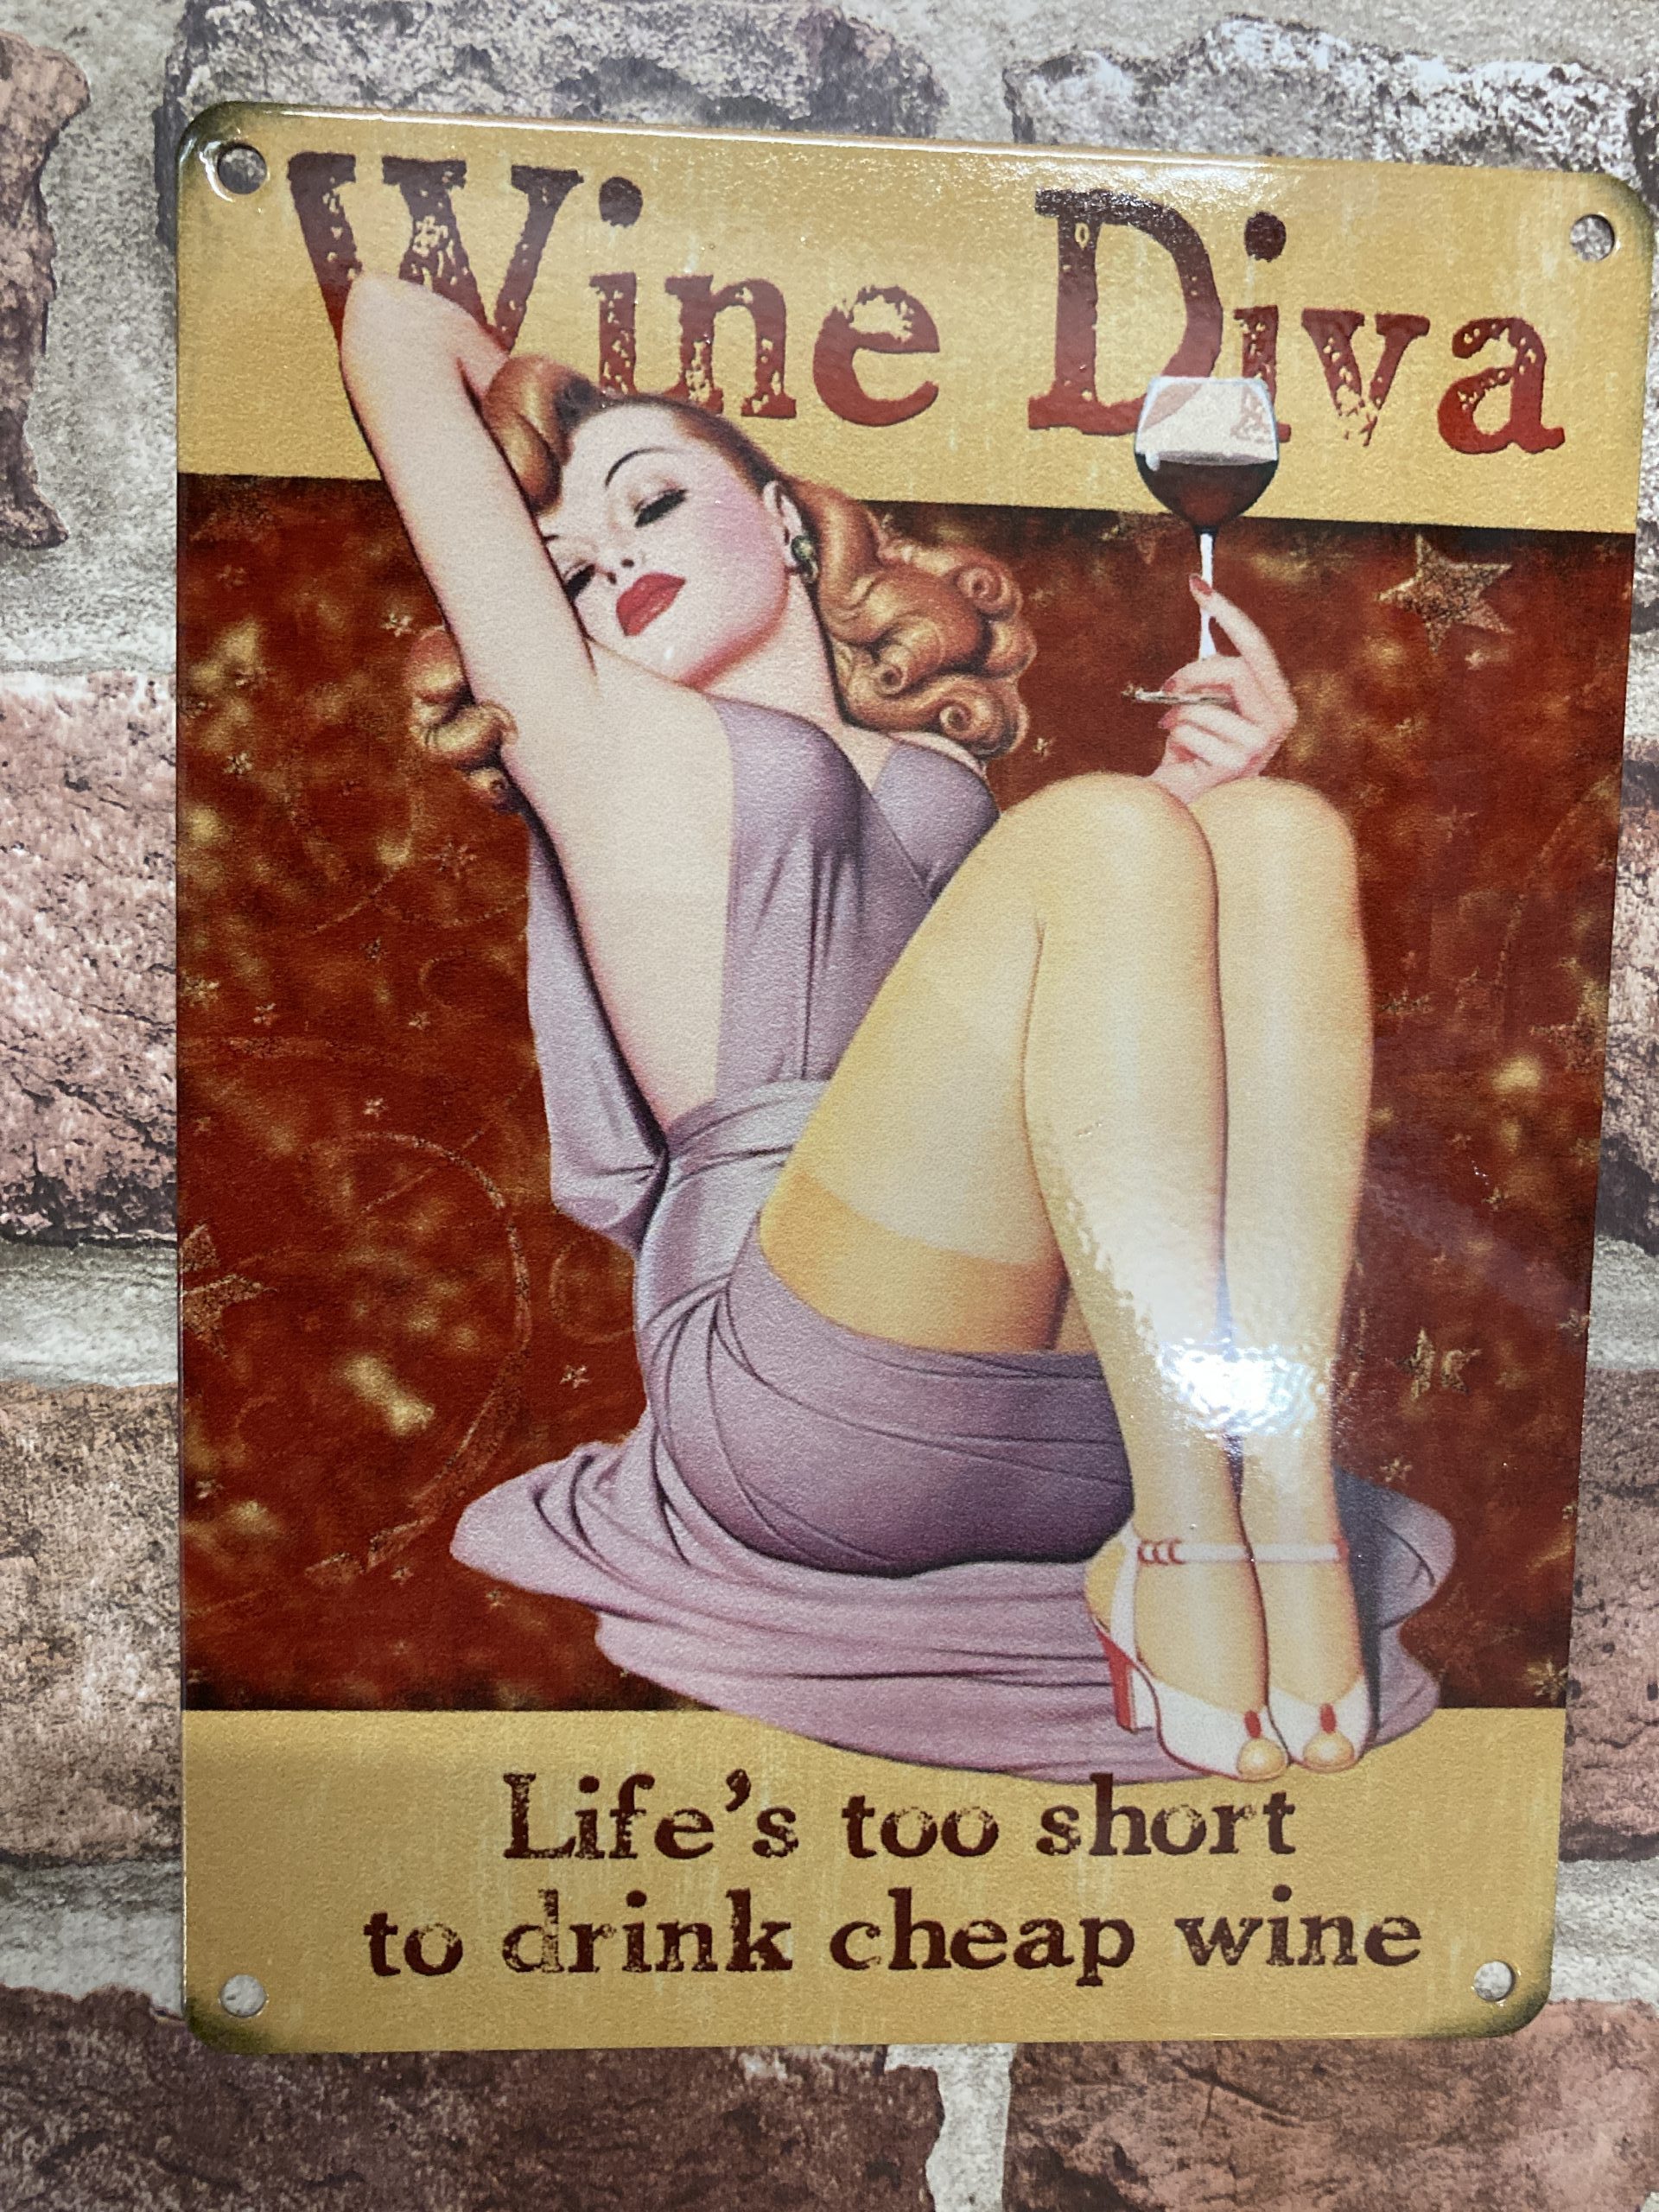 Wine Diva
Life's too short
to drink cheap wine